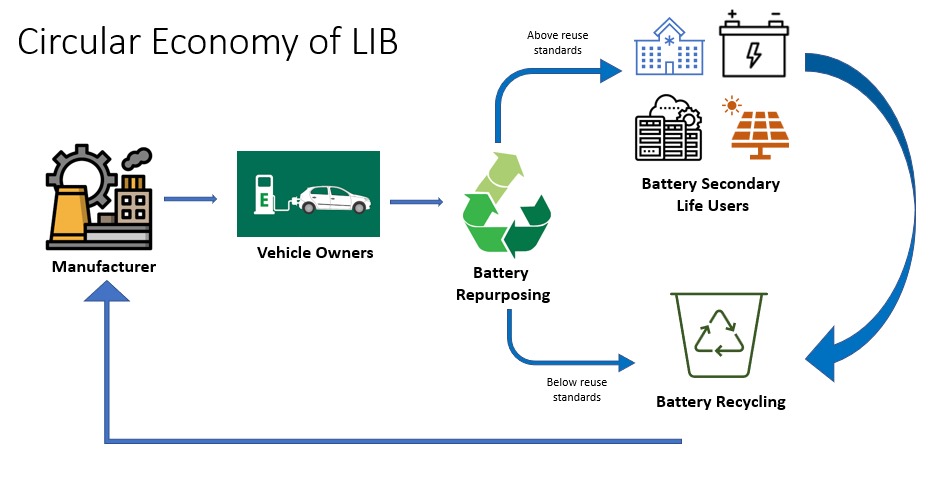 Circular Economy of LIB
Above reuse
standards
+ −
Battery Secondary
Life Users
E
Manufacturer
Vehicle Owners
Battery
Repurposing
Below reuse
standards
Battery Recycling